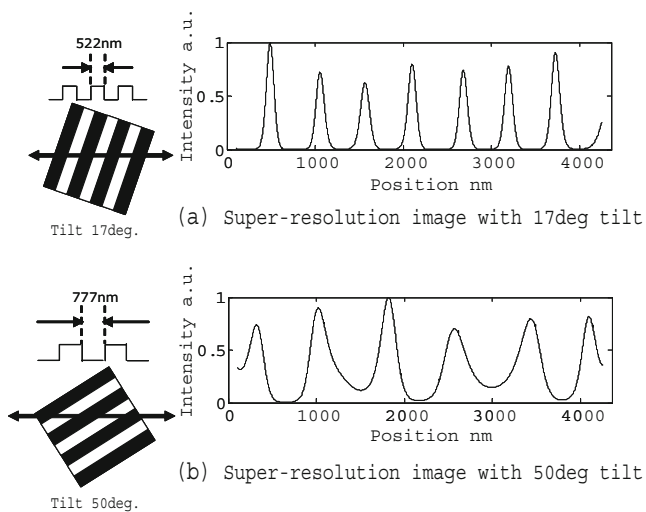 522nm
Tilt 17deg.
Intensity a.u.
1
0.5
0
0 1000 2000 3000 4000
Position nm
(a) Super-resolution image with 17deg tilt
777nm
Tilt 50deg.
Intensity a.u.
1
0.5
0
0 1000 2000 3000 4000
Position nm
(b) Super-resolution image with 50deg tilt